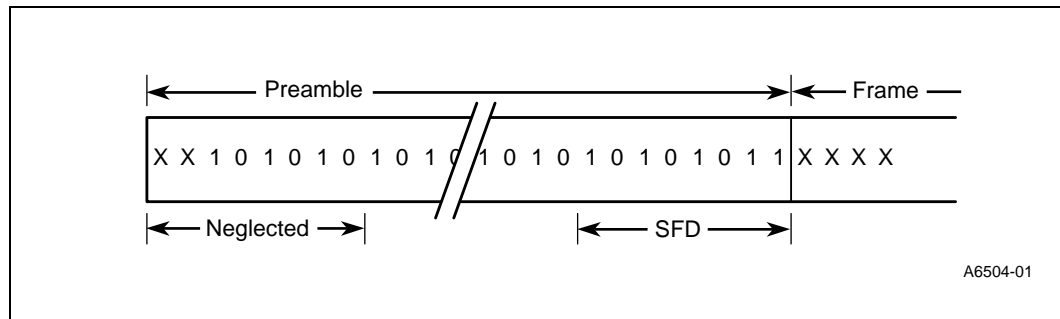 Preamble Frame
X X 1 0 1 0 1 0 1 0 1 0 1 0 1 0 1 0 1 0 1 0 1 1 X X X X
Neglected SFD
A6504-01